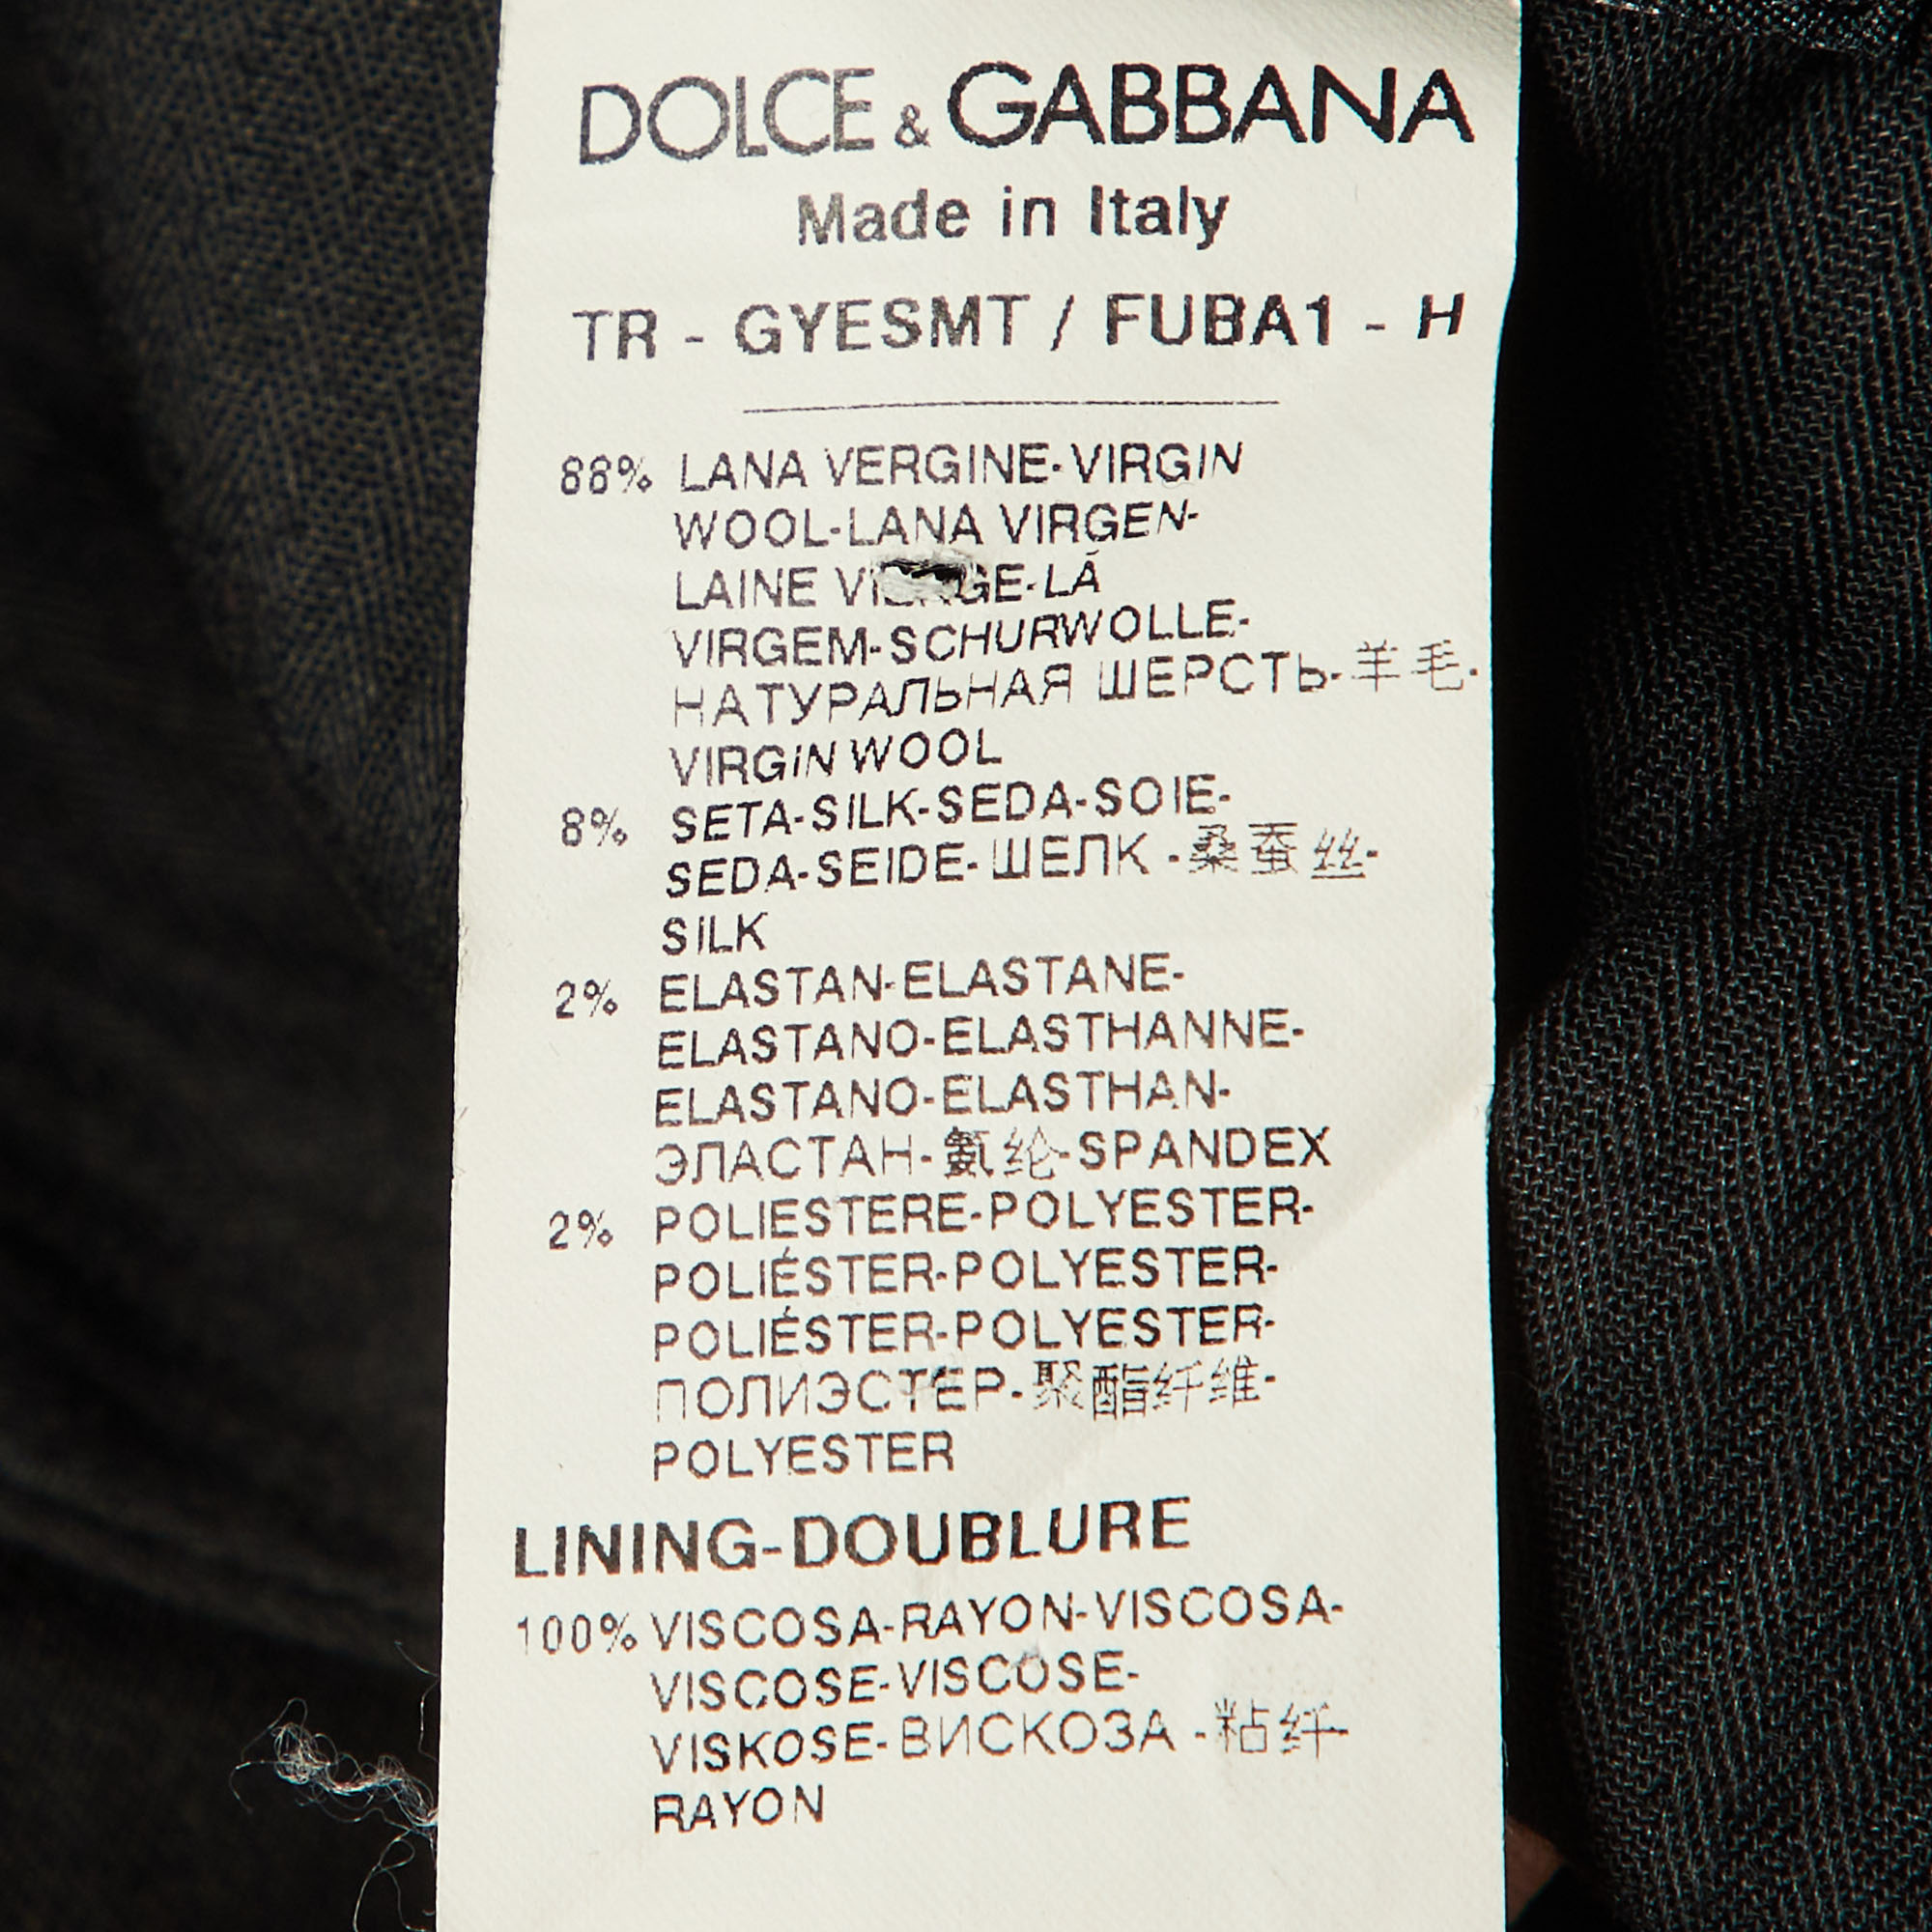 DOLCE & GABBANA
Made in Italy
TR - GYESMT / FUBA1 - H
88% LANA VERGINE-VIRGIN
WOOL-LANA VIRGEN-
LAINE LÃ
VIRGEM-SCHURWOLLE-
НАТУРАЛЬНАЯ ШЕРСТЬ-羊毛-
VIRGIN WOOL
8% SETA-SILK-SEDA-SOIE-
SEDA-SEIDE-ШЕЛК -桑蚕丝-
SILK
2% ELASTAN-ELASTANE-
ELASTANO-ELASTHANNE-
ELASTANO-ELASTHAN-
ЭЛАСТАН-氨纶-SPANDEX
2% POLIESTERE-POLYESTER-
POLIÉSTER-POLYESTER-
POLIÉSTER-POLYESTER-
ПОЛИЭСТЕР-聚酯纤维-
POLYESTER
LINING-DOUBLURE
100% VISCOSA-RAYON-VISCOSA-
VISCOSE-VISCOSE-
VISKOSE-ВИСКОЗА -粘纤-
RAYON